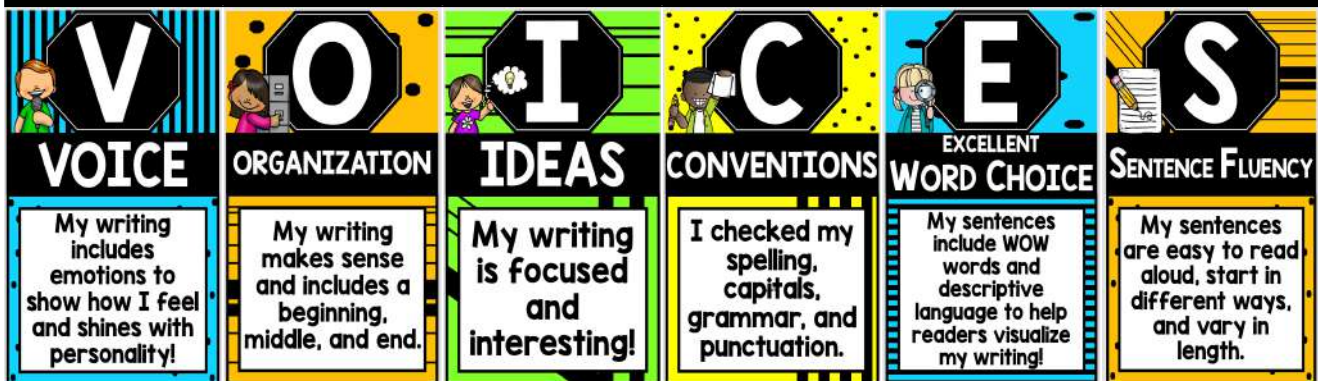 V
VOICE
My writing
includes
emotions to
show how I feel
and shines with
personality!
O
ORGANIZATION
My writing
makes sense
and includes a
beginning,
middle, and end.
I
IDEAS
My writing
is focused
and
interesting!
C
CONVENTIONS
I checked my
spelling,
capitals,
grammar, and
punctuation.
E
EXCELLENT
WORD CHOICE
My sentences
include WOW
words and
descriptive
language to help
readers visualize
my writing!
S
SENTENCE FLUENCY
My sentences
are easy to read
aloud, start in
different ways,
and vary in
length.